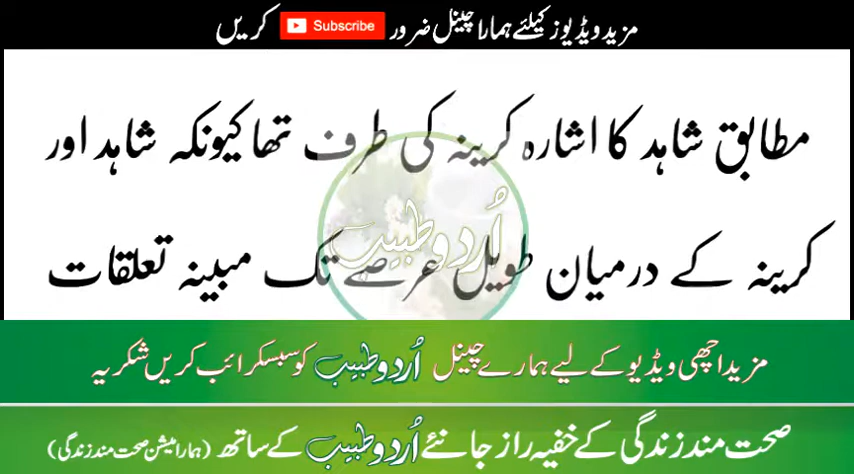 مزید ویڈیوز کیلئے ہمارا چینل ضرور Subscribe کریں
مطابق شاہد کا اشارہ کرینہ کی طرف تھا کیونکہ شاہد اور
کرینہ کے درمیان طویل عرصے تک مبینہ تعلقات
اُردو طبیب
مزید اچھی ویڈیو کے لیے ہمارے چینل اُردو طبیب کو سبسکرائب کریں شکریہ
صحت مند زندگی کے خفیہ راز جانئے اُردو طبیب کے ساتھ (ہمارا میشن صحت مند زندگی)